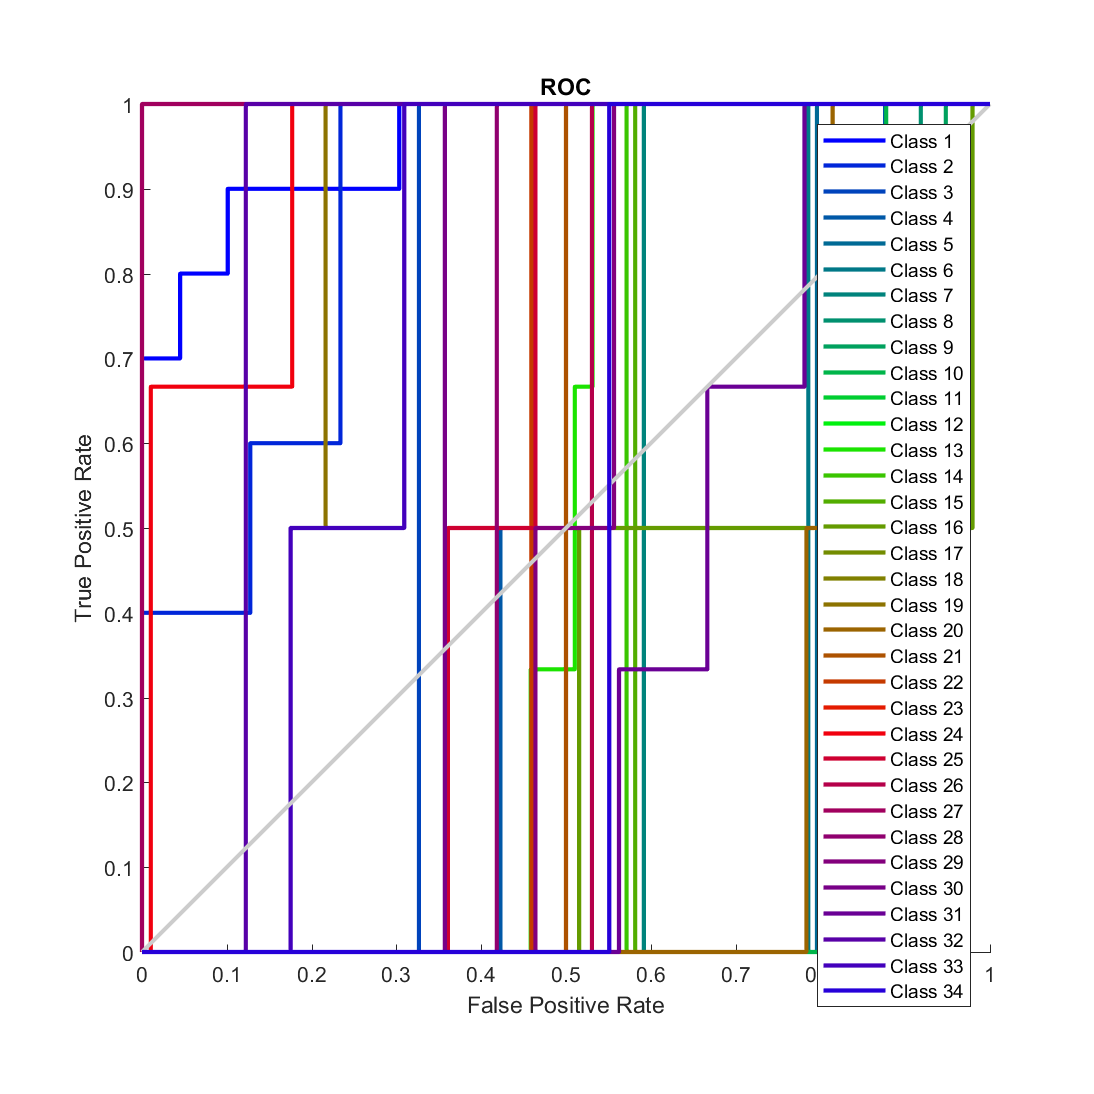 ROC
1
0.9
0.8
0.7
0.6
0.5
0.4
0.3
0.2
0.1
0
True Positive Rate
0 0.1 0.2 0.3 0.4 0.5 0.6 0.7 0 1
False Positive Rate
Class 1
Class 2
Class 3
Class 4
Class 5
Class 6
Class 7
Class 8
Class 9
Class 10
Class 11
Class 12
Class 13
Class 14
Class 15
Class 16
Class 17
Class 18
Class 19
Class 20
Class 21
Class 22
Class 23
Class 24
Class 25
Class 26
Class 27
Class 28
Class 29
Class 30
Class 31
Class 32
Class 33
Class 34